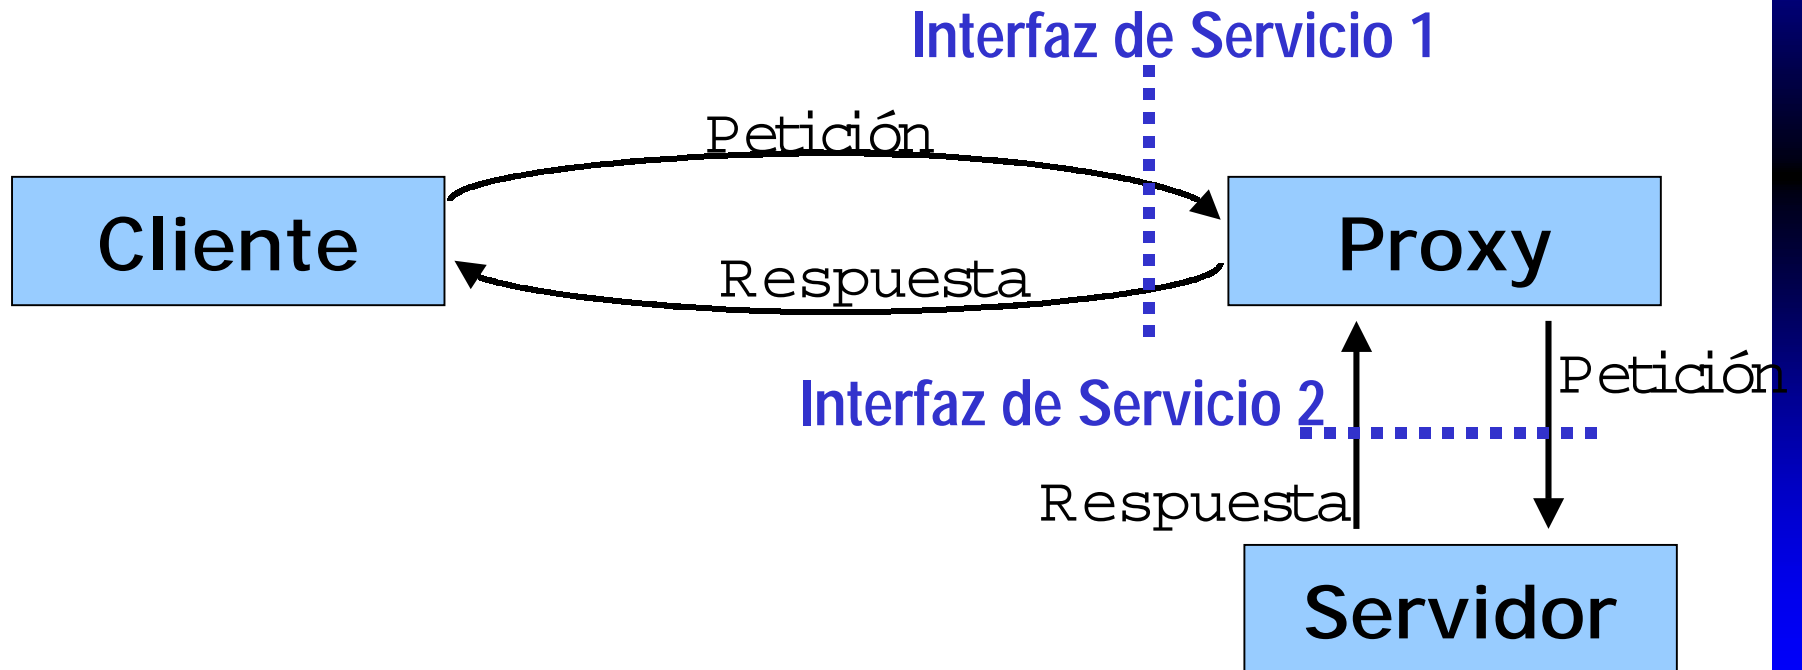 Interfaz de Servicio 1
Petición
Cliente
Proxy
Respuesta
Petición
Interfaz de Servicio 2
Respuesta
Servidor